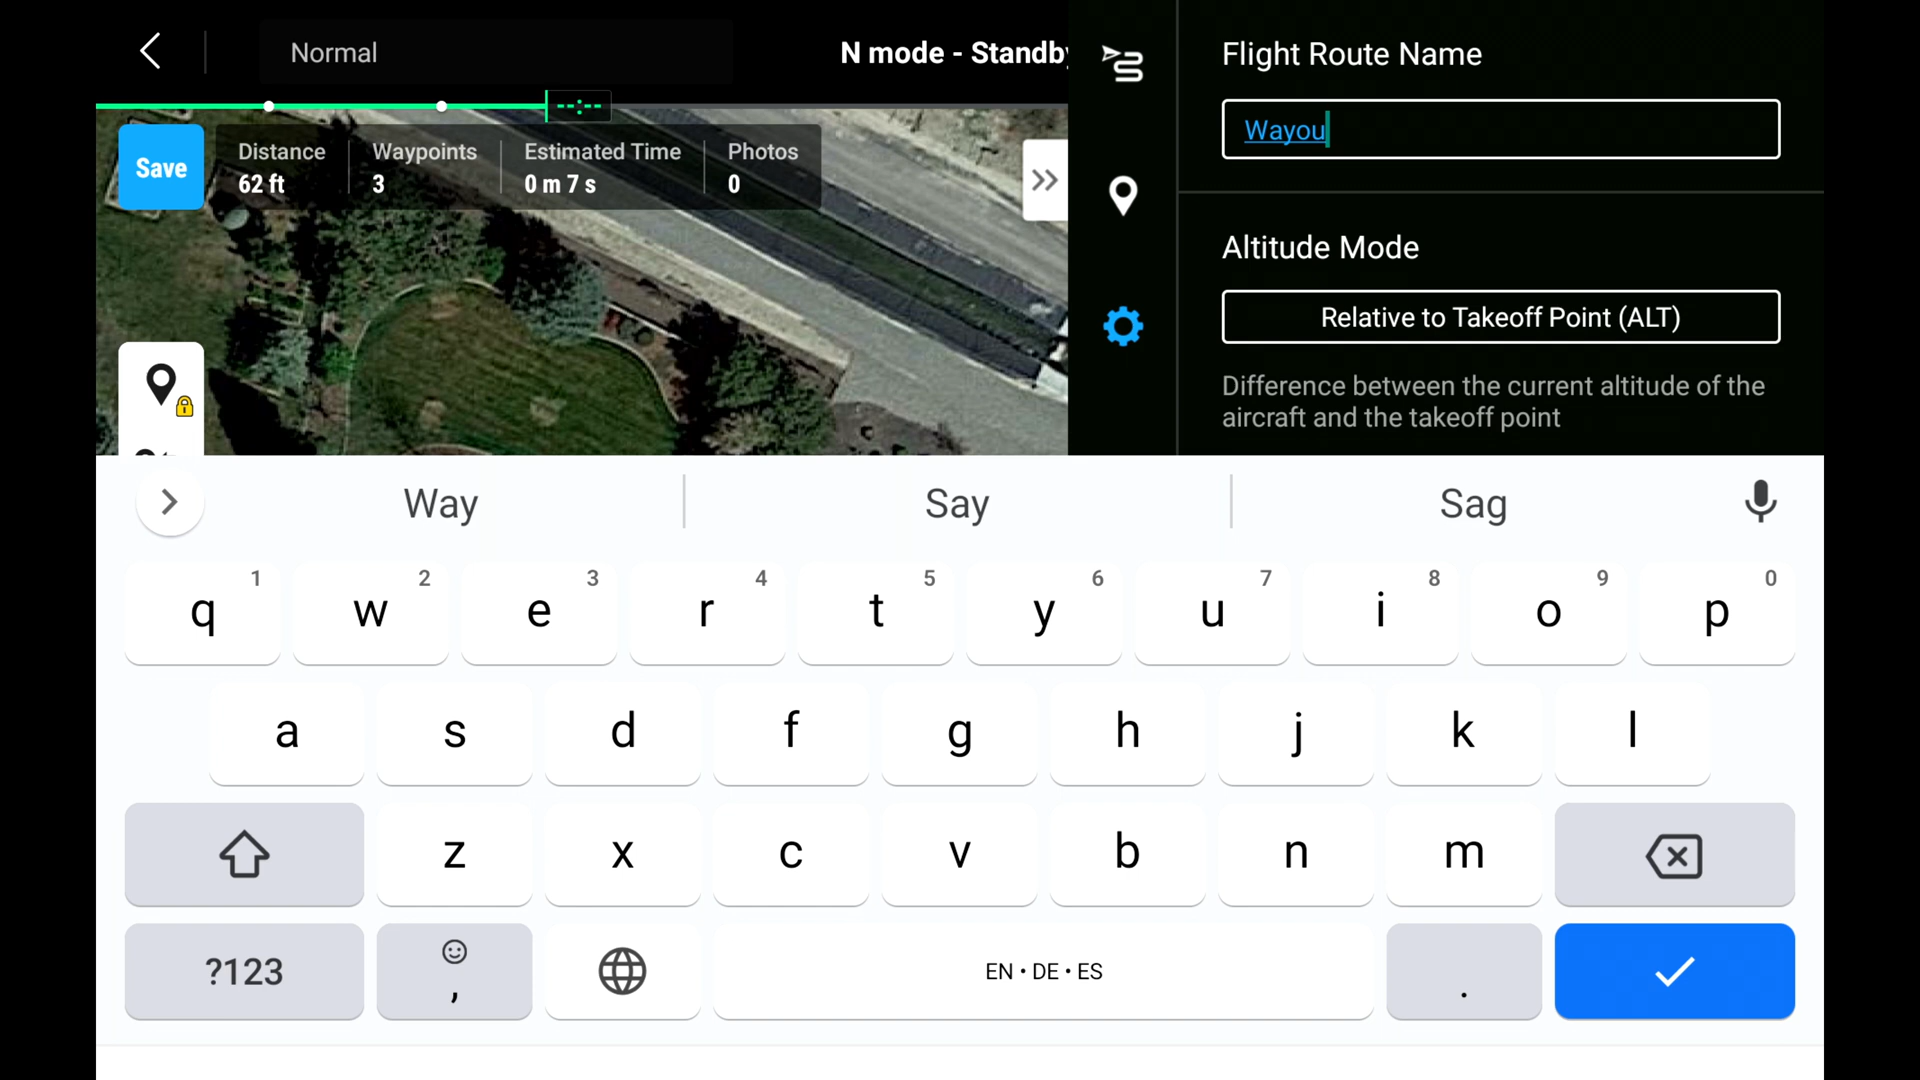 Normal
N mode - Standby
Flight Route Name
Wayou
Save
Distance
62 ft
Waypoints
3
Estimated Time
0 m 7 s
Photos
0
Altitude Mode
Relative to Takeoff Point (ALT)
Difference between the current altitude of the
aircraft and the takeoff point
Way
Say
Sag
q 1 w 2 e 3 r 4 t 5 y 6 u 7 i 8 o 9 p 0
a s d f g h j k l
z x c v b n m
?123 , EN • DE • ES .